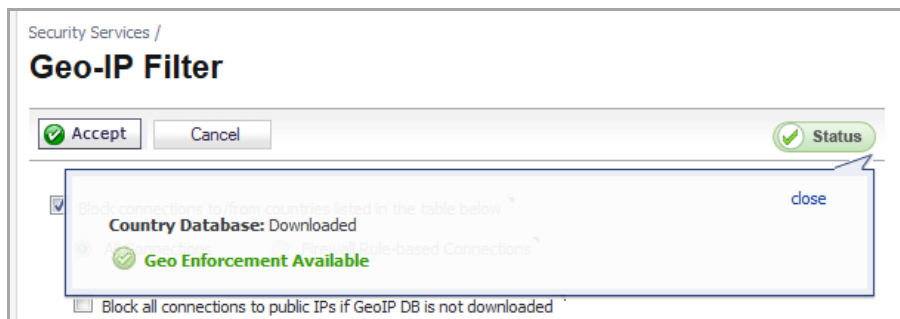 Security Services /
Geo-IP Filter
Accept Cancel Status
close
Block connections to/from countries listed in the table below
Country Database: Downloaded
All Connections Firewall Rule-based Connections
Geo Enforcement Available
Block all connections to public IPs if GeoIP DB is not downloaded